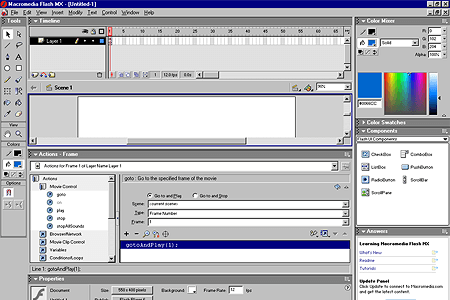 Macromedia Flash MX - [Untitled-1]
File Edit View Insert Modify Text Control Window Help
Tools
Timeline
Layer 1
1 12.0 fps 0.0s
View
Colors
Options
Scene 1
Actions - Frame
Actions for Frame 1 of Layer Name Layer 1
Actions
Movie Control
goto
on
play
stop
stopAllSounds
BrowserNetwork
Movie Clip Control
Variables
Conditions/Loops
goto : Go to the specified frame of the movie
Go to and Play Go to and Stop
Scene: <current scene>
Type: Frame Number
Frame: 1
gotoAndPlay(1);
Line 1: gotoAndPlay(1);
Properties
Document
Size: 550 x 400 pixels Background: Frame Rate: 12 fps
Color Mixer
R: 0
G: 102
B: 204
Alpha: 100%
Solid
#0066CC
Color Swatches
Components
Flash UI Components
CheckBox ComboBox
ListBox PushButton
RadioButton ScrollBar
ScrollPane
Answers
Learning Macromedia Flash MX
What's New
Readme
Tutorials
Update Panel
Click Update to connect to Macromedia.com
and get the latest content.